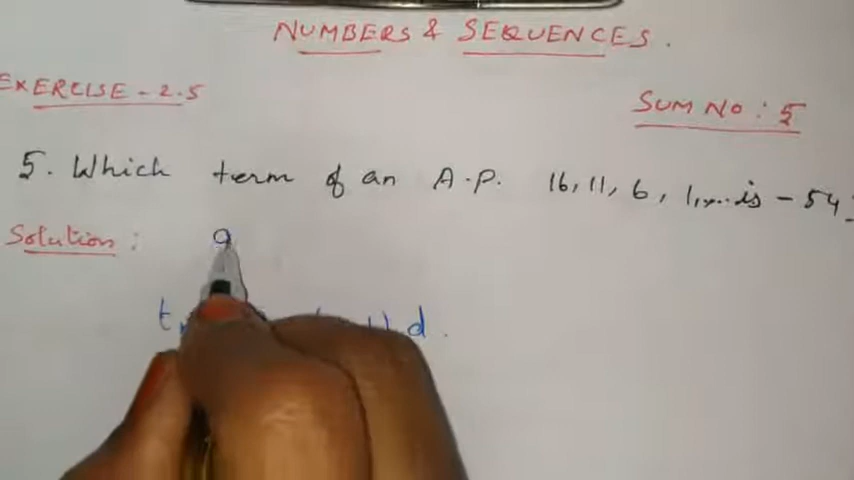 NUMBERS & SEQUENCES.
EXERCISE - 2.5
SUM NO: 5
5. Which term of an A.P. 16, 11, 6, 1,... is - 54
Solution:
a
t d.